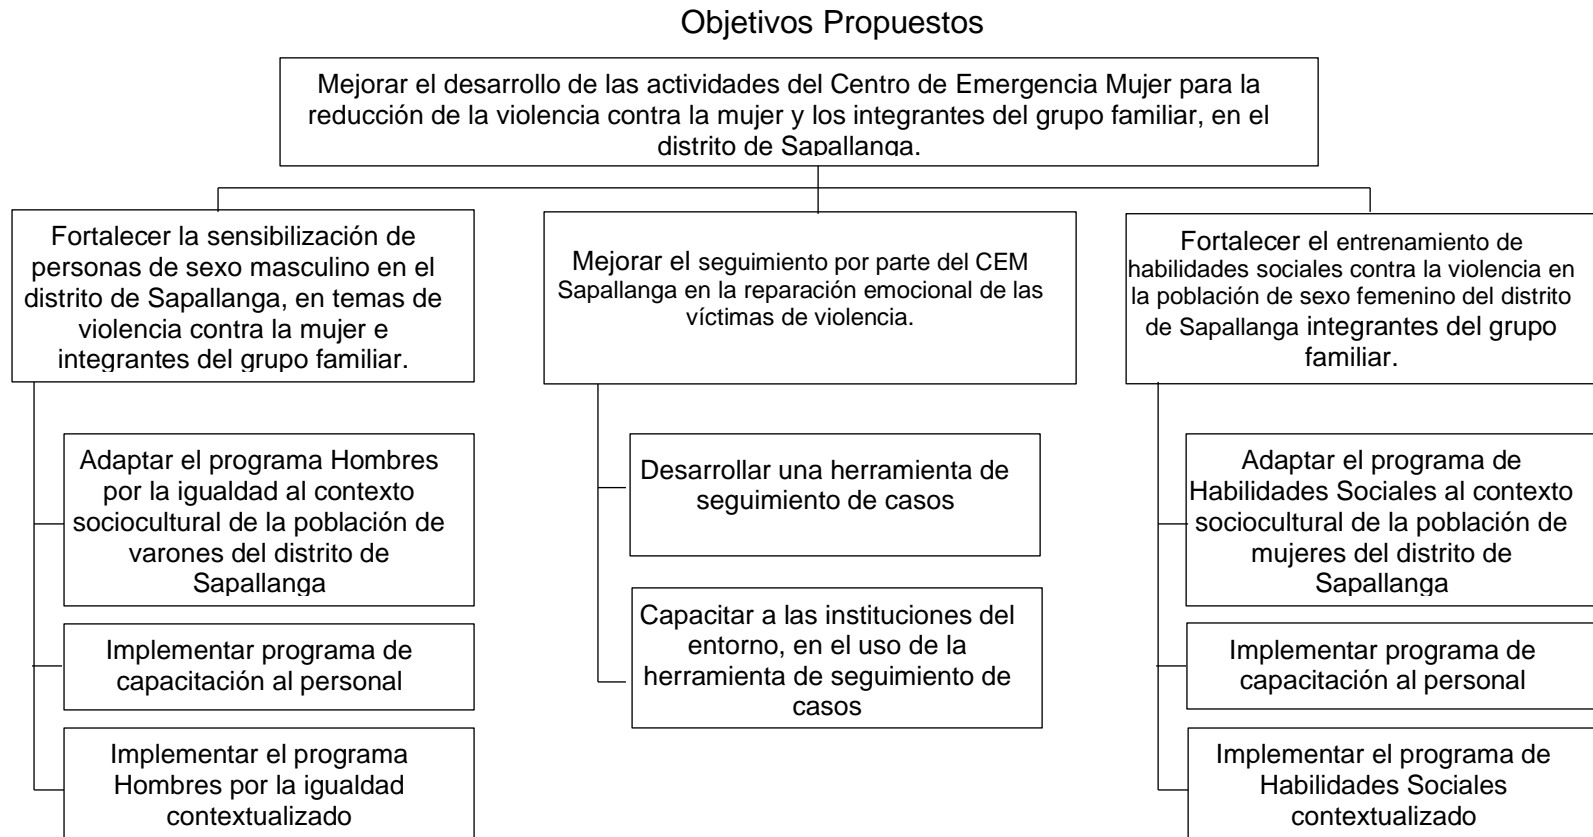 Objetivos Propuestos
Mejorar el desarrollo de las actividades del Centro de Emergencia Mujer para la
reducción de la violencia contra la mujer y los integrantes del grupo familiar, en el
distrito de Sapallanga.
Fortalecer la sensibilización de
personas de sexo masculino en el
distrito de Sapallanga, en temas de
violencia contra la mujer e
integrantes del grupo familiar.
Adaptar el programa Hombres
por la igualdad al contexto
sociocultural de la población de
varones del distrito de
Sapallanga
Implementar programa de
capacitación al personal
Implementar el programa
Hombres por la igualdad
contextualizado
Mejorar el seguimiento por parte del CEM
Sapallanga en la reparación emocional de las
víctimas de violencia.
Desarrollar una herramienta de
seguimiento de casos
Capacitar a las instituciones del
entorno, en el uso de la
herramienta de seguimiento de
casos
Fortalecer el entrenamiento de
habilidades sociales contra la violencia en
la población de sexo femenino del distrito
de Sapallanga integrantes del grupo
familiar.
Adaptar el programa de
Habilidades Sociales al contexto
sociocultural de la población de
mujeres del distrito de
Sapallanga
Implementar programa de
capacitación al personal
Implementar el programa de
Habilidades Sociales
contextualizado